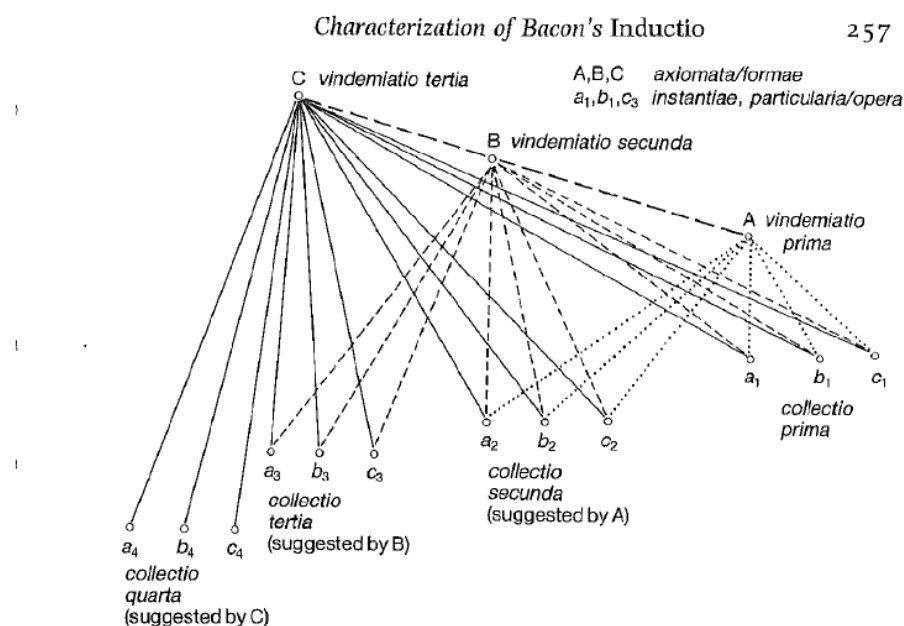 Characterization of Bacon's Inductio 257
C vindemiatio tertia
A,B,C axiomata/formae
a₁,b₁,c₃ instantiae, particularia/opera
B vindemiatio secunda
A vindemiatio
prima
a₁ b₁ c₁
collectio
prima
a₂ b₂ c₂
collectio
secunda
(suggested by A)
a₃ b₃ c₃
collectio
tertia
(suggested by B)
a₄ b₄ c₄
collectio
quarta
(suggested by C)